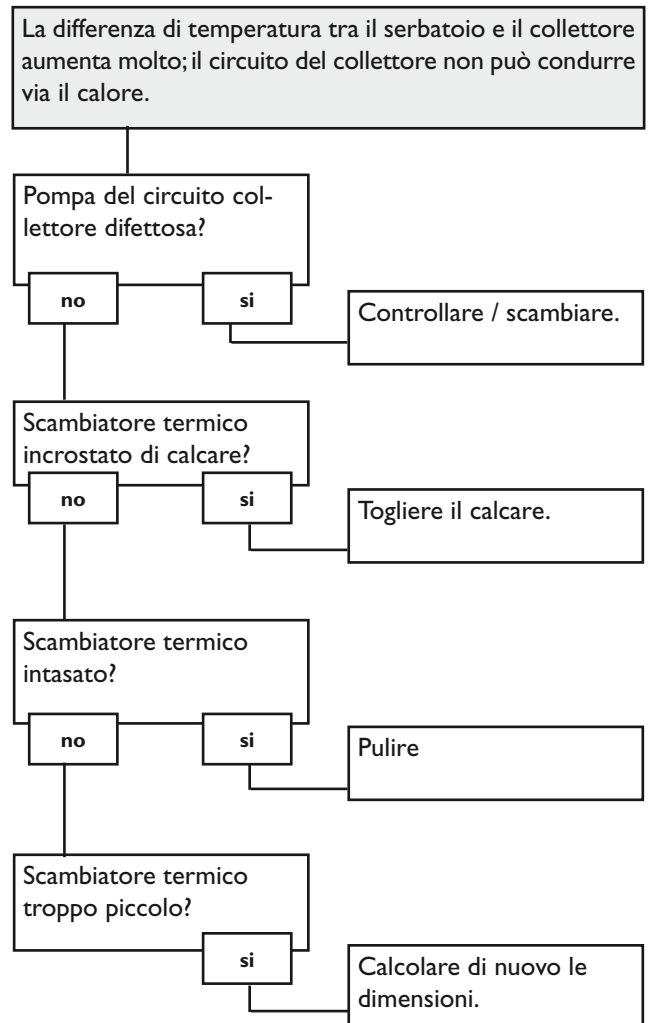 La differenza di temperatura tra il serbatoio e il collettore
aumenta molto; il circuito del collettore non può condurre
via il calore.
Pompa del circuito col-
lettore difettosa?
no
si
Controllare / scambiare.
Scambiatore termico
incrostato di calcare?
no
si
Togliere il calcare.
Scambiatore termico
intasato?
no
si
Pulire
Scambiatore termico
troppo piccolo?
si
Calcolare di nuovo le
dimensioni.